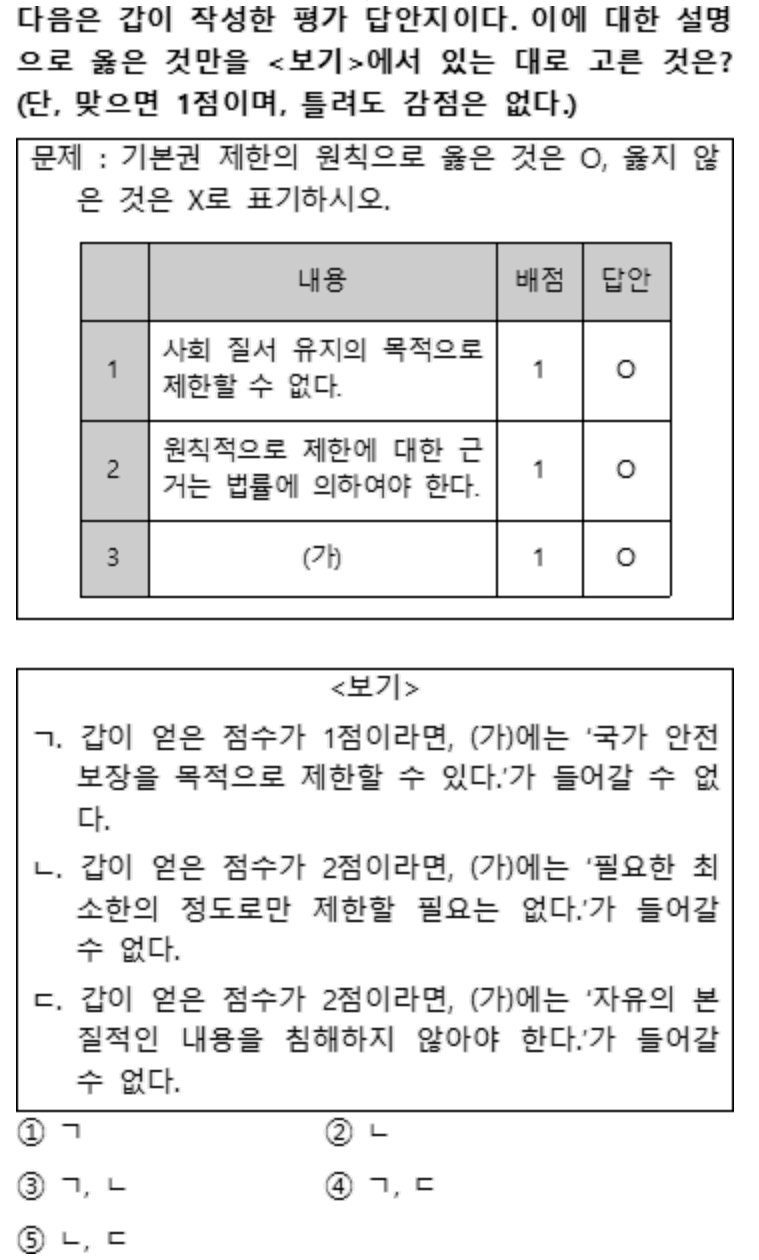 다음은 갑이 작성한 평가 답안지이다. 이에 대한 설명
으로 옳은 것만을 <보기>에서 있는 대로 고른 것은?
(단, 맞으면 1점이며, 틀려도 감점은 없다.)
문제 : 기본권 제한의 원칙으로 옳은 것은 O, 옳지 않
은 것은 X로 표기하시오.
내용 배점 답안
1 사회 질서 유지의 목적으로
제한할 수 없다. 1 O
2 원칙적으로 제한에 대한 근
거는 법률에 의하여야 한다. 1 O
3 (가) 1 O
<보기>
ㄱ. 갑이 얻은 점수가 1점이라면, (가)에는 '국가 안전
보장을 목적으로 제한할 수 있다.'가 들어갈 수 없
다.
ㄴ. 갑이 얻은 점수가 2점이라면, (가)에는 '필요한 최
소한의 정도로만 제한할 필요는 없다.'가 들어갈
수 없다.
ㄷ. 갑이 얻은 점수가 2점이라면, (가)에는 '자유의 본
질적인 내용을 침해하지 않아야 한다.'가 들어갈
수 없다.
① ㄱ ② ㄴ
③ ㄱ, ㄴ ④ ㄱ, ㄷ
⑤ ㄴ, ㄷ